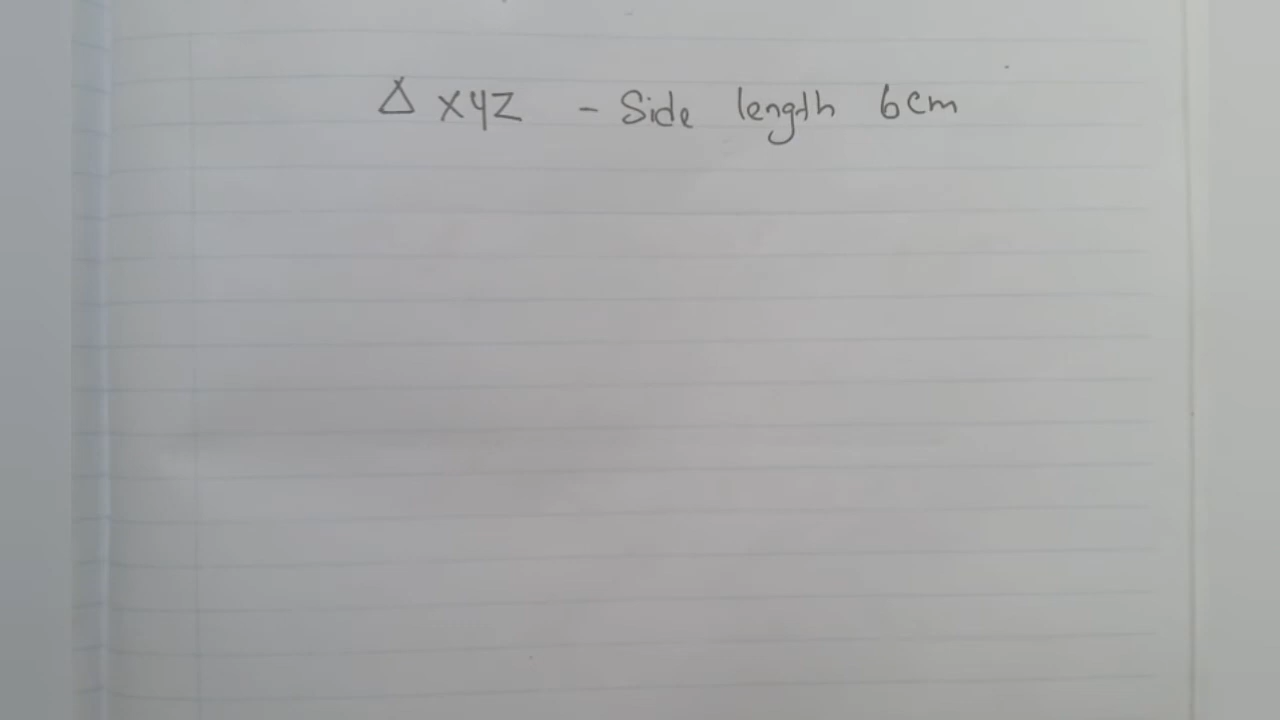 Δ XYZ - Side length 6cm